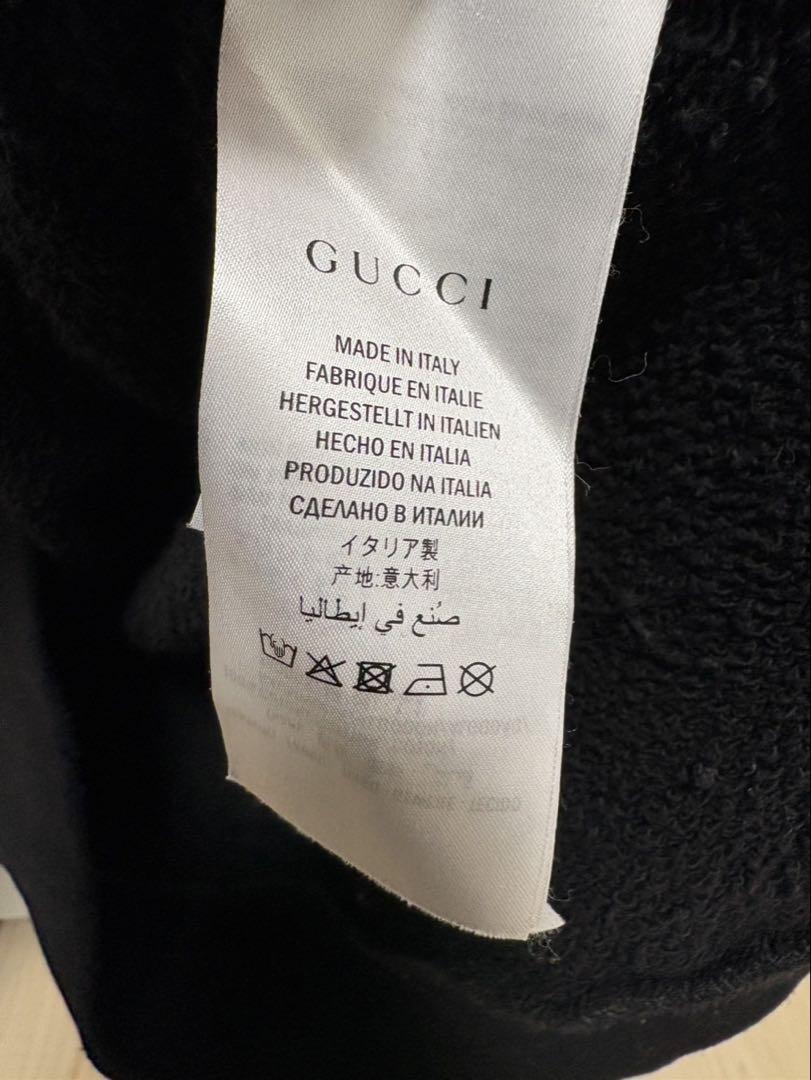 GUCCI
MADE IN ITALY
FABRIQUE EN ITALIE
HERGESTELLT IN ITALIEN
HECHO EN ITALIA
PRODUZIDO NA ITALIA
СДЕЛАНО В ИТАЛИИ
イタリア製
产地:意大利
صُنع في إيطاليا